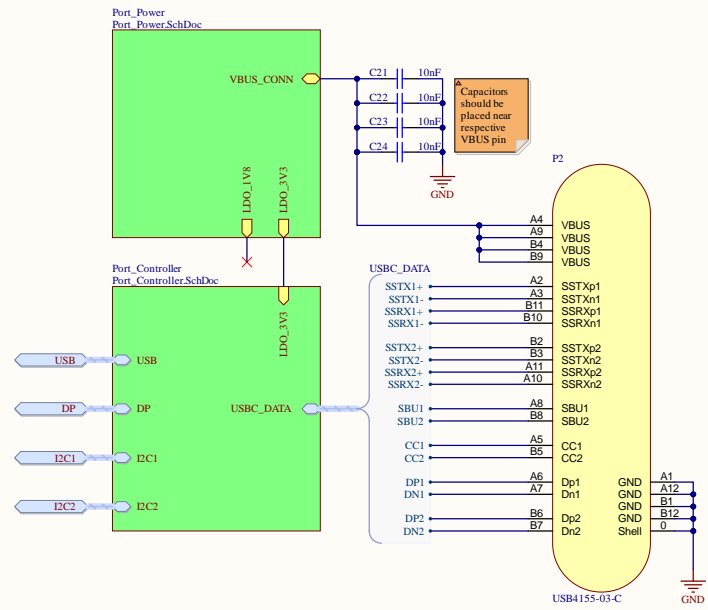 Port_Power
Port_Power.SchDoc
VBUS_CONN
LDO_1V8
LDO_3V3
C21 10nF
C22 10nF
C23 10nF
C24 10nF
GND
Capacitors
should be
placed near
respective
VBUS pin
Port_Controller
Port_Controller.SchDoc
LDO_3V3
USB USB
DP DP
I2C1 I2C1
I2C2 I2C2
USBC_DATA
USBC_DATA
P2
A4 VBUS
A9 VBUS
B4 VBUS
B9 VBUS
SSTX1+ A2 SSTXp1
SSTX1- A3 SSTXn1
SSRX1+ B11 SSRXp1
SSRX1- B10 SSRXn1
SSTX2+ B2 SSTXp2
SSTX2- B3 SSTXn2
SSRX2+ A11 SSRXp2
SSRX2- A10 SSRXn2
SBU1 A8 SBU1
SBU2 B8 SBU2
CC1 A5 CC1
CC2 B5 CC2
DP1 A6 Dp1 GND A1
DN1 A7 Dn1 GND A12
GND B1
DP2 B6 Dp2 GND B12
DN2 B7 Dn2 Shell 0
USB4155-03-C
GND